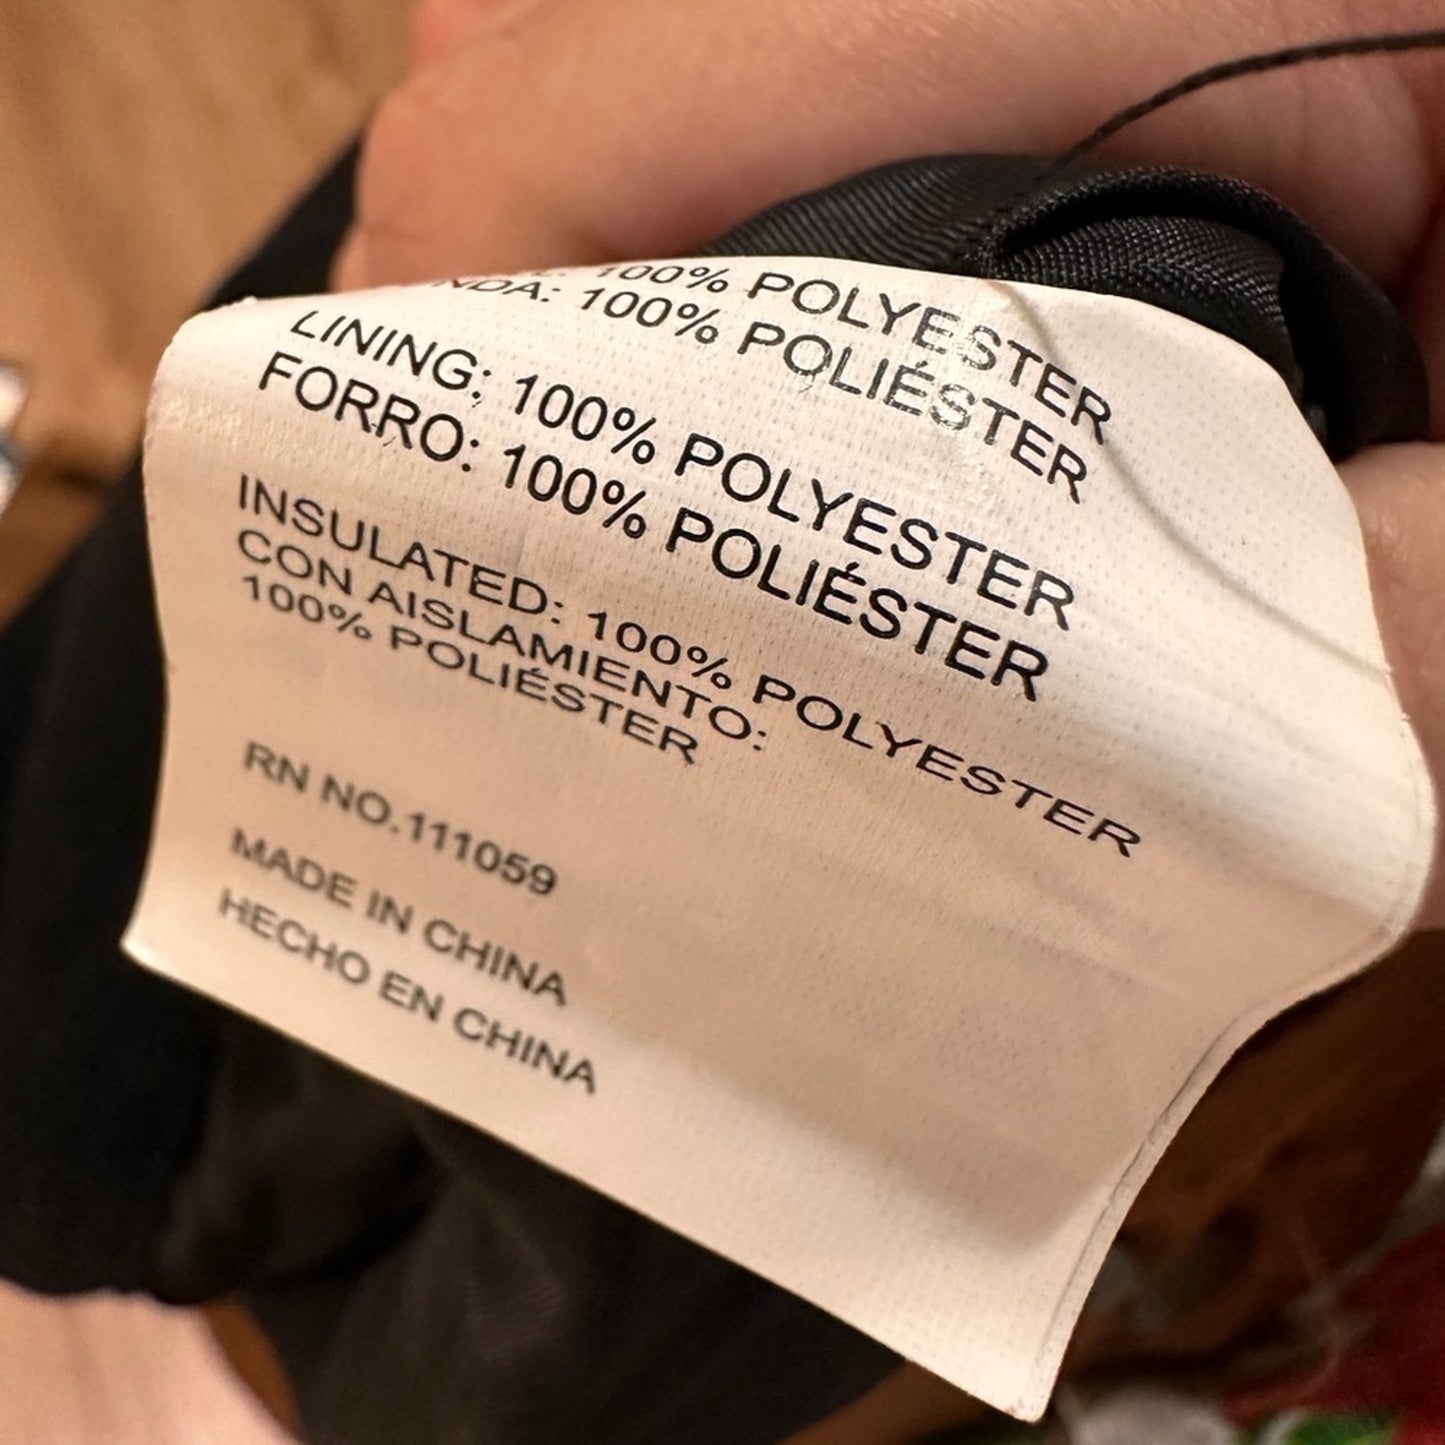 100% POLYESTER
100% POLIÉSTER
LINING: 100% POLYESTER
FORRO: 100% POLIÉSTER
INSULATED: 100% POLYESTER
CON AISLAMIENTO:
100% POLIÉSTER
RN NO.111059
MADE IN CHINA
HECHO EN CHINA